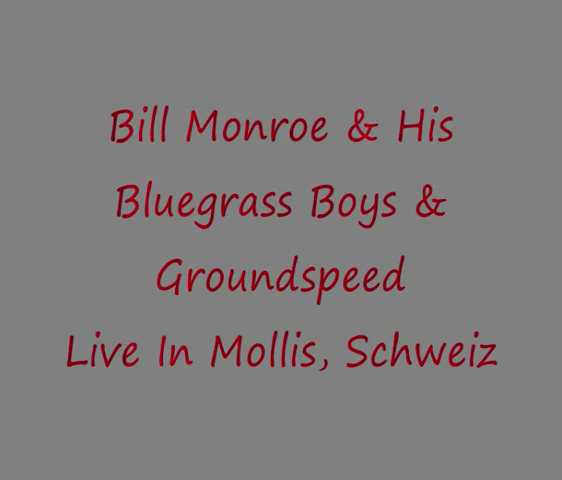 Bill Monroe & His
Bluegrass Boys &
Groundspeed
Live In Mollis, Schweiz